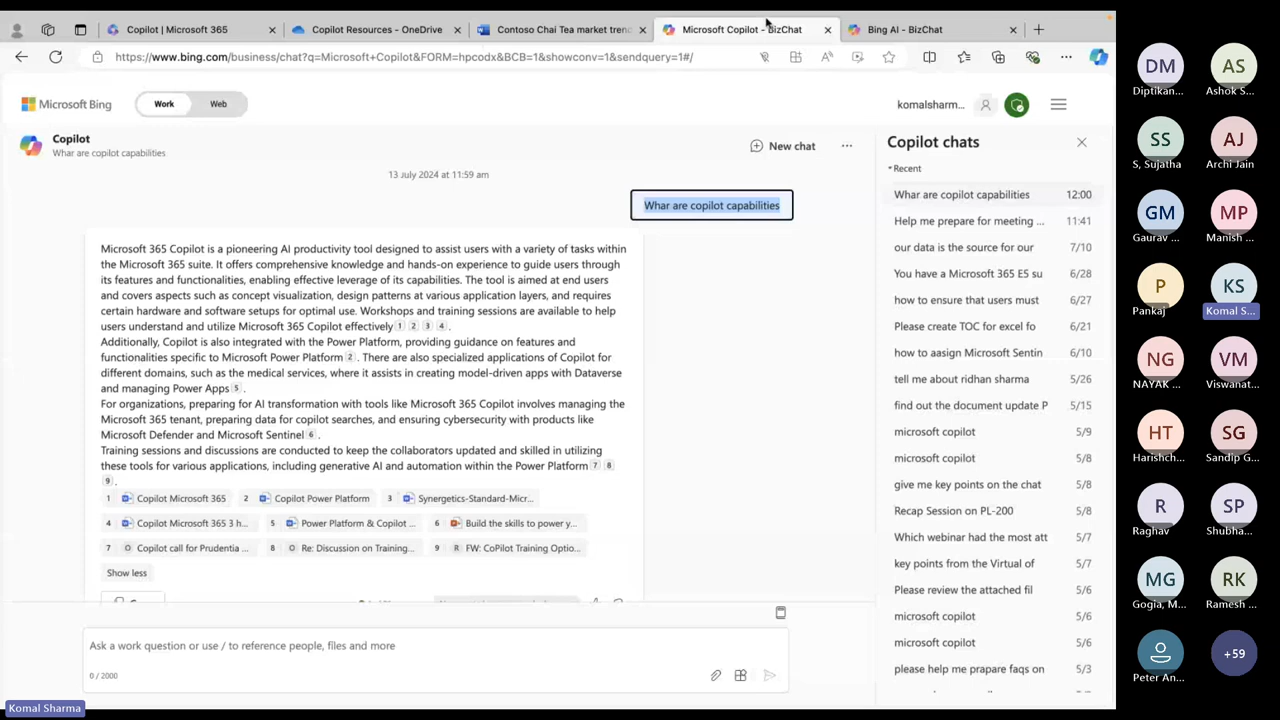 Copilot | Microsoft 365
Copilot Resources - OneDrive
Contoso Chai Tea market trend
Microsoft Copilot - BizChat
Bing AI - BizChat
https://www.bing.com/business/chat?q=Microsoft+Copilot&FORM=hpcodx&BCB=1&showconv=1&sendquery=1#/
Microsoft Bing
Work
Web
komalsharm...
Copilot
Whar are copilot capabilities
New chat
13 July 2024 at 11:59 am
Whar are copilot capabilities
Microsoft 365 Copilot is a pioneering AI productivity tool designed to assist users with a variety of tasks within
the Microsoft 365 suite. It offers comprehensive knowledge and hands-on experience to guide users through
its features and functionalities, enabling effective leverage of its capabilities. The tool is aimed at end users
and covers aspects such as concept visualization, design patterns at various application layers, and requires
certain hardware and software setups for optimal use. Workshops and training sessions are available to help
users understand and utilize Microsoft 365 Copilot effectively 1 2 3 4 .
Additionally, Copilot is also integrated with the Power Platform, providing guidance on features and
functionalities specific to Microsoft Power Platform 2 . There are also specialized applications of Copilot for
different domains, such as the medical services, where it assists in creating model-driven apps with Dataverse
and managing Power Apps 5 .
For organizations, preparing for AI transformation with tools like Microsoft 365 Copilot involves managing the
Microsoft 365 tenant, preparing data for copilot searches, and ensuring cybersecurity with products like
Microsoft Defender and Microsoft Sentinel 6 .
Training sessions and discussions are conducted to keep the collaborators updated and skilled in utilizing
these tools for various applications, including generative AI and automation within the Power Platform 7 8
9 .
1 Copilot Microsoft 365
2 Copilot Power Platform
3 Synergetics-Standard-Micr...
4 Copilot Microsoft 365 3 h...
5 Power Platform & Copilot ...
6 Build the skills to power y...
7 O Copilot call for Prudentia ...
8 O Re: Discussion on Training...
9 R FW: CoPilot Training Optio...
Show less
Ask a work question or use / to reference people, files and more
0 / 2000
Copilot chats
Recent
Whar are copilot capabilities 12:00
Help me prepare for meeting ... 11:41
our data is the source for our 7/10
You have a Microsoft 365 E5 su 6/28
how to ensure that users must 6/27
Please create TOC for excel fo 6/21
how to aasign Microsoft Sentin 6/10
tell me about ridhan sharma 5/26
find out the document update P 5/15
microsoft copilot 5/9
microsoft copilot 5/8
give me key points on the chat 5/8
Recap Session on PL-200 5/8
Which webinar had the most att 5/7
key points from the Virtual of 5/7
Please review the attached fil 5/6
microsoft copilot 5/6
microsoft copilot 5/6
please help me prapare faqs on 5/3
Komal Sharma
DM
Diptikan...
AS
Ashok S...
SS
S, Sujatha
AJ
Archi Jain
GM
Gaurav ...
MP
Manish ...
P
Pankaj
KS
Komal S...
NG
NAYAK ...
VM
Viswanat...
HT
Harishch...
SG
Sandip G...
R
Raghav
SP
Shubha...
MG
Gogia, M...
RK
Ramesh ...
Peter An...
+59